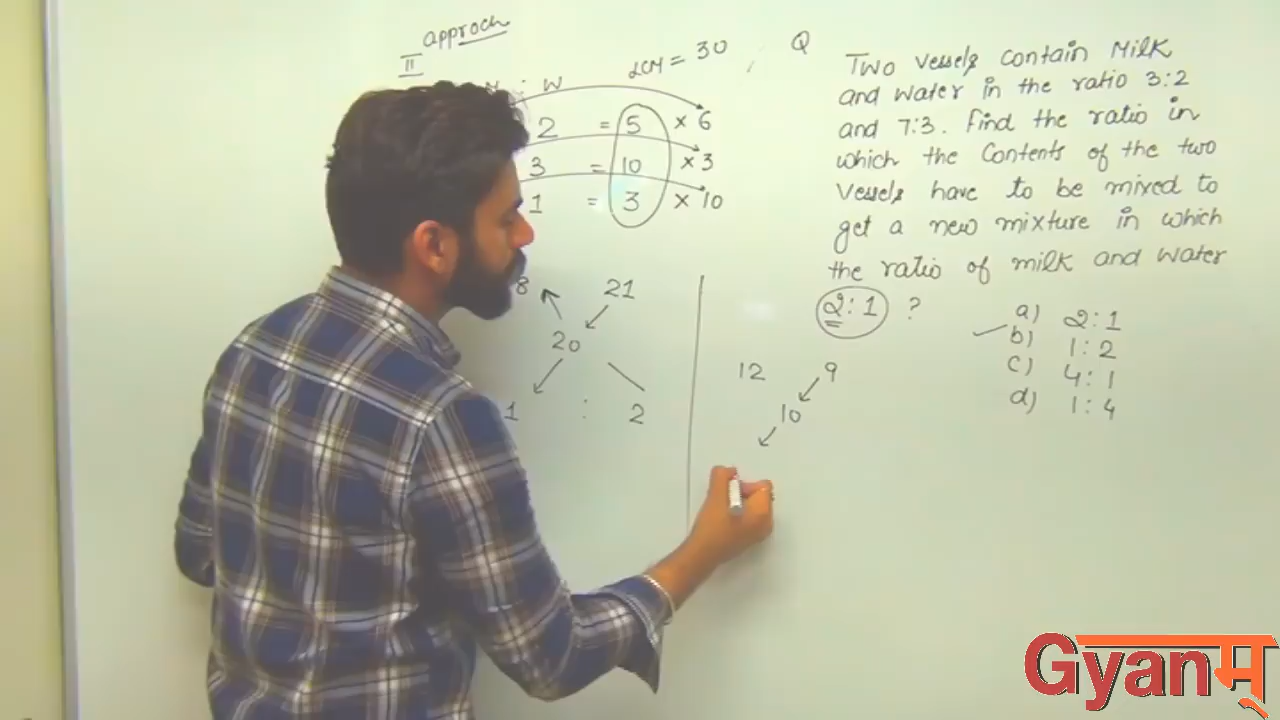 II approch
LCM = 30
W
2 = 5 × 6
3 = 10 × 3
1 = 3 × 10
8 21
20
1 : 2
Q Two vessels contain Milk
and water in the ratio 3:2
and 7:3. Find the ratio in
which the Contents of the two
vessels have to be mixed to
get a new mixture in which
the ratio of milk and water
2:1 ?
a) 2:1
b) 1:2
c) 4:1
d) 1:4
12 9
10
Gyanम्